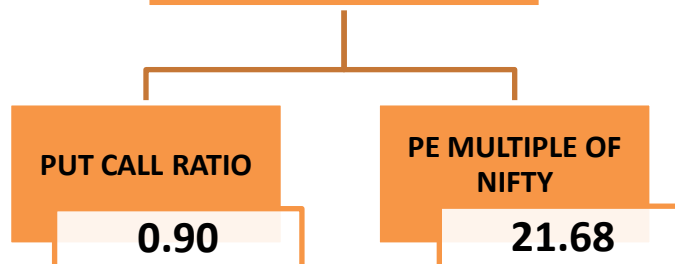 PUT CALL RATIO
0.90
PE MULTIPLE OF
NIFTY
21.68